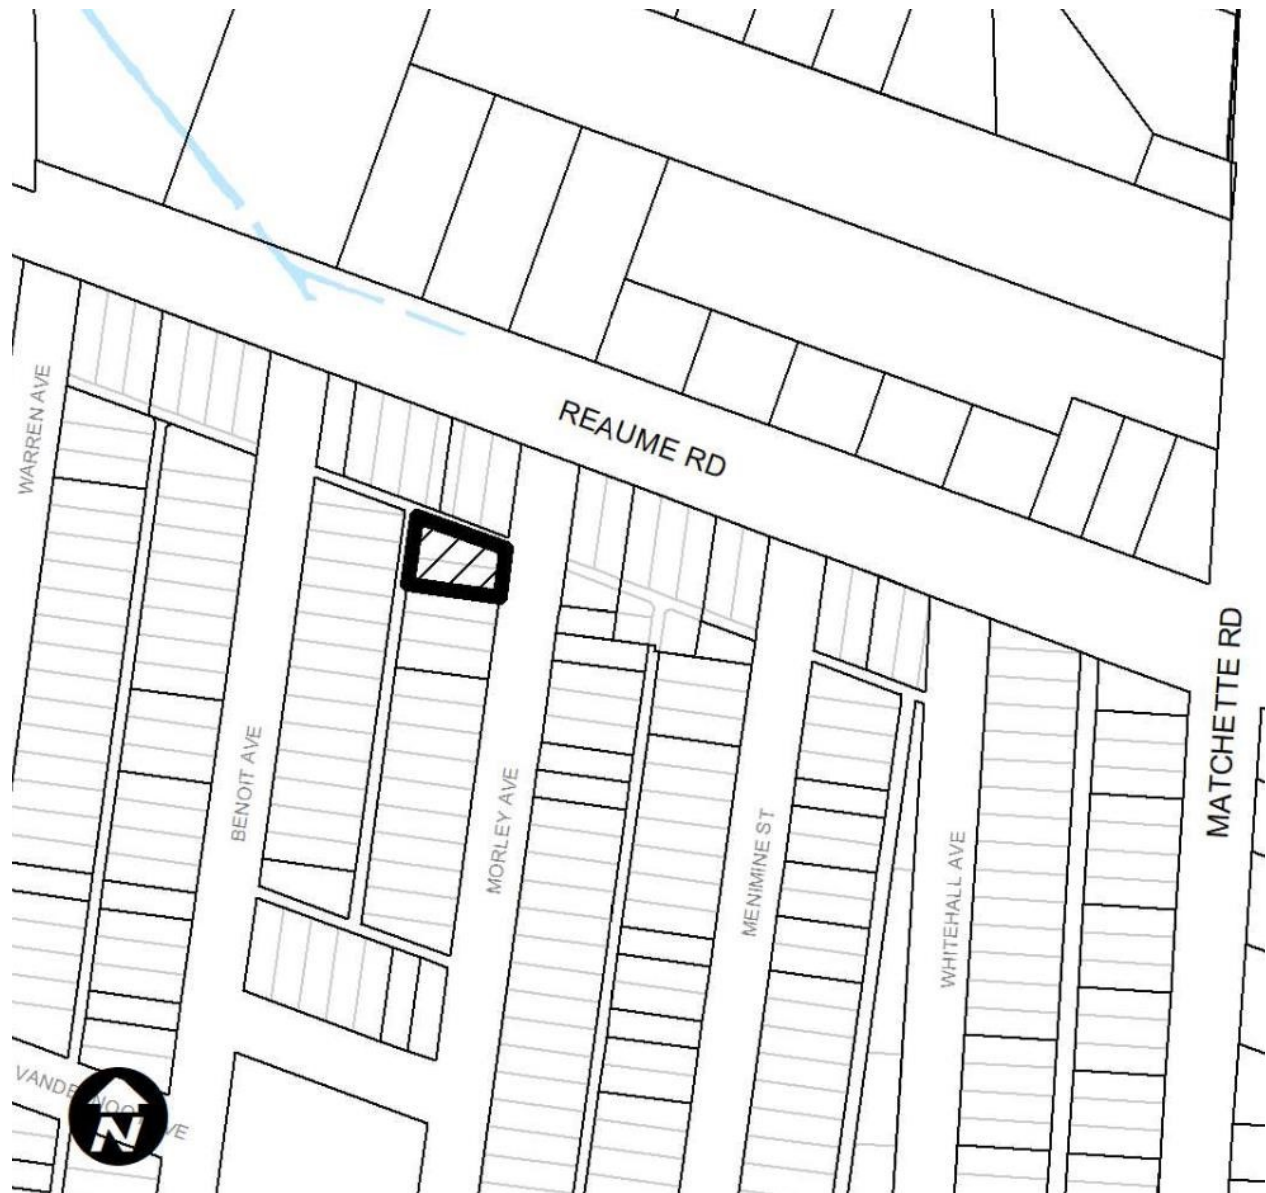 REAUME RD
WARREN AVE
MATCHETTE RD
BENOIT AVE
MORLEY AVE
MENIMINE ST
WHITEHALL AVE
N